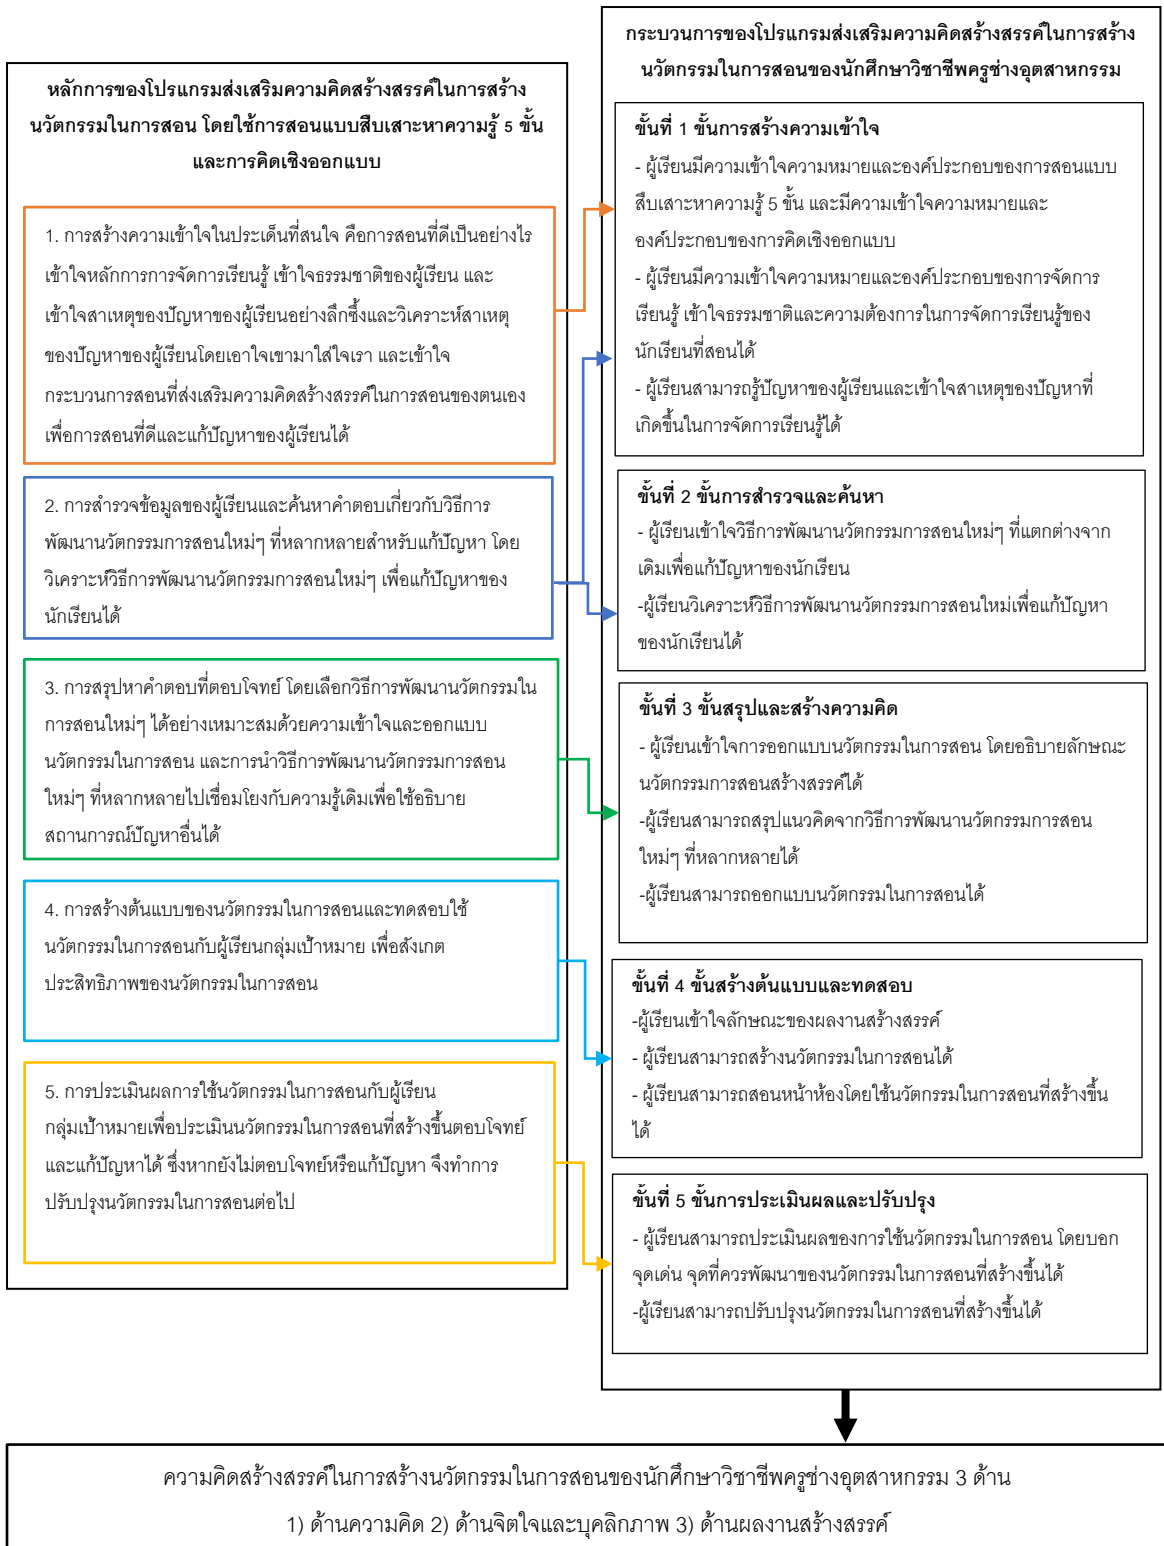 หลักการของโปรแกรมส่งเสริมความคิดสร้างสรรค์ในการสร้าง
นวัตกรรมในการสอน โดยใช้การสอนแบบสืบเสาะหาความรู้ 5 ขั้น
และการคิดเชิงออกแบบ
1. การสร้างความเข้าใจในประเด็นที่สนใจ คือการสอนที่ดีเป็นอย่างไร
เข้าใจหลักการการจัดการเรียนรู้ เข้าใจธรรมชาติของผู้เรียน และ
เข้าใจสาเหตุของปัญหาของผู้เรียนอย่างลึกซึ้งและวิเคราะห์สาเหตุ
ของปัญหาของผู้เรียนโดยเอาใจเขามาใส่ใจเรา และเข้าใจ
กระบวนการสอนที่ส่งเสริมความคิดสร้างสรรค์ในการสอนของตนเอง
เพื่อการสอนที่ดีและแก้ปัญหาของผู้เรียนได้
2. การสำรวจข้อมูลของผู้เรียนและค้นหาคำตอบเกี่ยวกับวิธีการ
พัฒนานวัตกรรมการสอนใหม่ๆ ที่หลากหลายสำหรับแก้ปัญหา โดย
วิเคราะห์วิธีการพัฒนานวัตกรรมการสอนใหม่ๆ เพื่อแก้ปัญหาของ
นักเรียนได้
3. การสรุปหาคำตอบที่ตอบโจทย์ โดยเลือกวิธีการพัฒนานวัตกรรมใน
การสอนใหม่ๆ ได้อย่างเหมาะสมด้วยความเข้าใจและออกแบบ
นวัตกรรมในการสอน และการนำวิธีการพัฒนานวัตกรรมการสอน
ใหม่ๆ ที่หลากหลายไปเชื่อมโยงกับความรู้เดิมเพื่อใช้อธิบาย
สถานการณ์ปัญหาอื่นได้
4. การสร้างต้นแบบของนวัตกรรมในการสอนและทดสอบใช้
นวัตกรรมในการสอนกับผู้เรียนกลุ่มเป้าหมาย เพื่อสังเกต
ประสิทธิภาพของนวัตกรรมในการสอน
5. การประเมินผลการใช้นวัตกรรมในการสอนกับผู้เรียน
กลุ่มเป้าหมายเพื่อประเมินนวัตกรรมในการสอนที่สร้างขึ้นตอบโจทย์
และแก้ปัญหาได้ ซึ่งหากยังไม่ตอบโจทย์หรือแก้ปัญหา จึงทำการ
ปรับปรุงนวัตกรรมในการสอนต่อไป
กระบวนการของโปรแกรมส่งเสริมความคิดสร้างสรรค์ในการสร้าง
นวัตกรรมในการสอนของนักศึกษาวิชาชีพครูช่างอุตสาหกรรม
ขั้นที่ 1 ขั้นการสร้างความเข้าใจ
- ผู้เรียนมีความเข้าใจความหมายและองค์ประกอบของการสอนแบบ
สืบเสาะหาความรู้ 5 ขั้น และมีความเข้าใจความหมายและ
องค์ประกอบของการคิดเชิงออกแบบ
- ผู้เรียนมีความเข้าใจความหมายและองค์ประกอบของการจัดการ
เรียนรู้ เข้าใจธรรมชาติและความต้องการในการจัดการเรียนรู้ของ
นักเรียนที่สอนได้
- ผู้เรียนสามารถรู้ปัญหาของผู้เรียนและเข้าใจสาเหตุของปัญหาที่
เกิดขึ้นในการจัดการเรียนรู้ได้
ขั้นที่ 2 ขั้นการสำรวจและค้นหา
- ผู้เรียนเข้าใจวิธีการพัฒนานวัตกรรมการสอนใหม่ๆ ที่แตกต่างจาก
เดิมเพื่อแก้ปัญหาของนักเรียน
-ผู้เรียนวิเคราะห์วิธีการพัฒนานวัตกรรมการสอนใหม่เพื่อแก้ปัญหา
ของนักเรียนได้
ขั้นที่ 3 ขั้นสรุปและสร้างความคิด
- ผู้เรียนเข้าใจการออกแบบนวัตกรรมในการสอน โดยอธิบายลักษณะ
นวัตกรรมการสอนสร้างสรรค์ได้
-ผู้เรียนสามารถสรุปแนวคิดจากวิธีการพัฒนานวัตกรรมการสอน
ใหม่ๆ ที่หลากหลายได้
-ผู้เรียนสามารถออกแบบนวัตกรรมในการสอนได้
ขั้นที่ 4 ขั้นสร้างต้นแบบและทดสอบ
-ผู้เรียนเข้าใจลักษณะของผลงานสร้างสรรค์
- ผู้เรียนสามารถสร้างนวัตกรรมในการสอนได้
- ผู้เรียนสามารถสอนหน้าห้องโดยใช้นวัตกรรมในการสอนที่สร้างขึ้น
ได้
ขั้นที่ 5 ขั้นการประเมินผลและปรับปรุง
- ผู้เรียนสามารถประเมินผลของการใช้นวัตกรรมในการสอน โดยบอก
จุดเด่น จุดที่ควรพัฒนาของนวัตกรรมในการสอนที่สร้างขึ้นได้
-ผู้เรียนสามารถปรับปรุงนวัตกรรมในการสอนที่สร้างขึ้นได้
ความคิดสร้างสรรค์ในการสร้างนวัตกรรมในการสอนของนักศึกษาวิชาชีพครูช่างอุตสาหกรรม 3 ด้าน
1) ด้านความคิด 2) ด้านจิตใจและบุคลิกภาพ 3) ด้านผลงานสร้างสรรค์